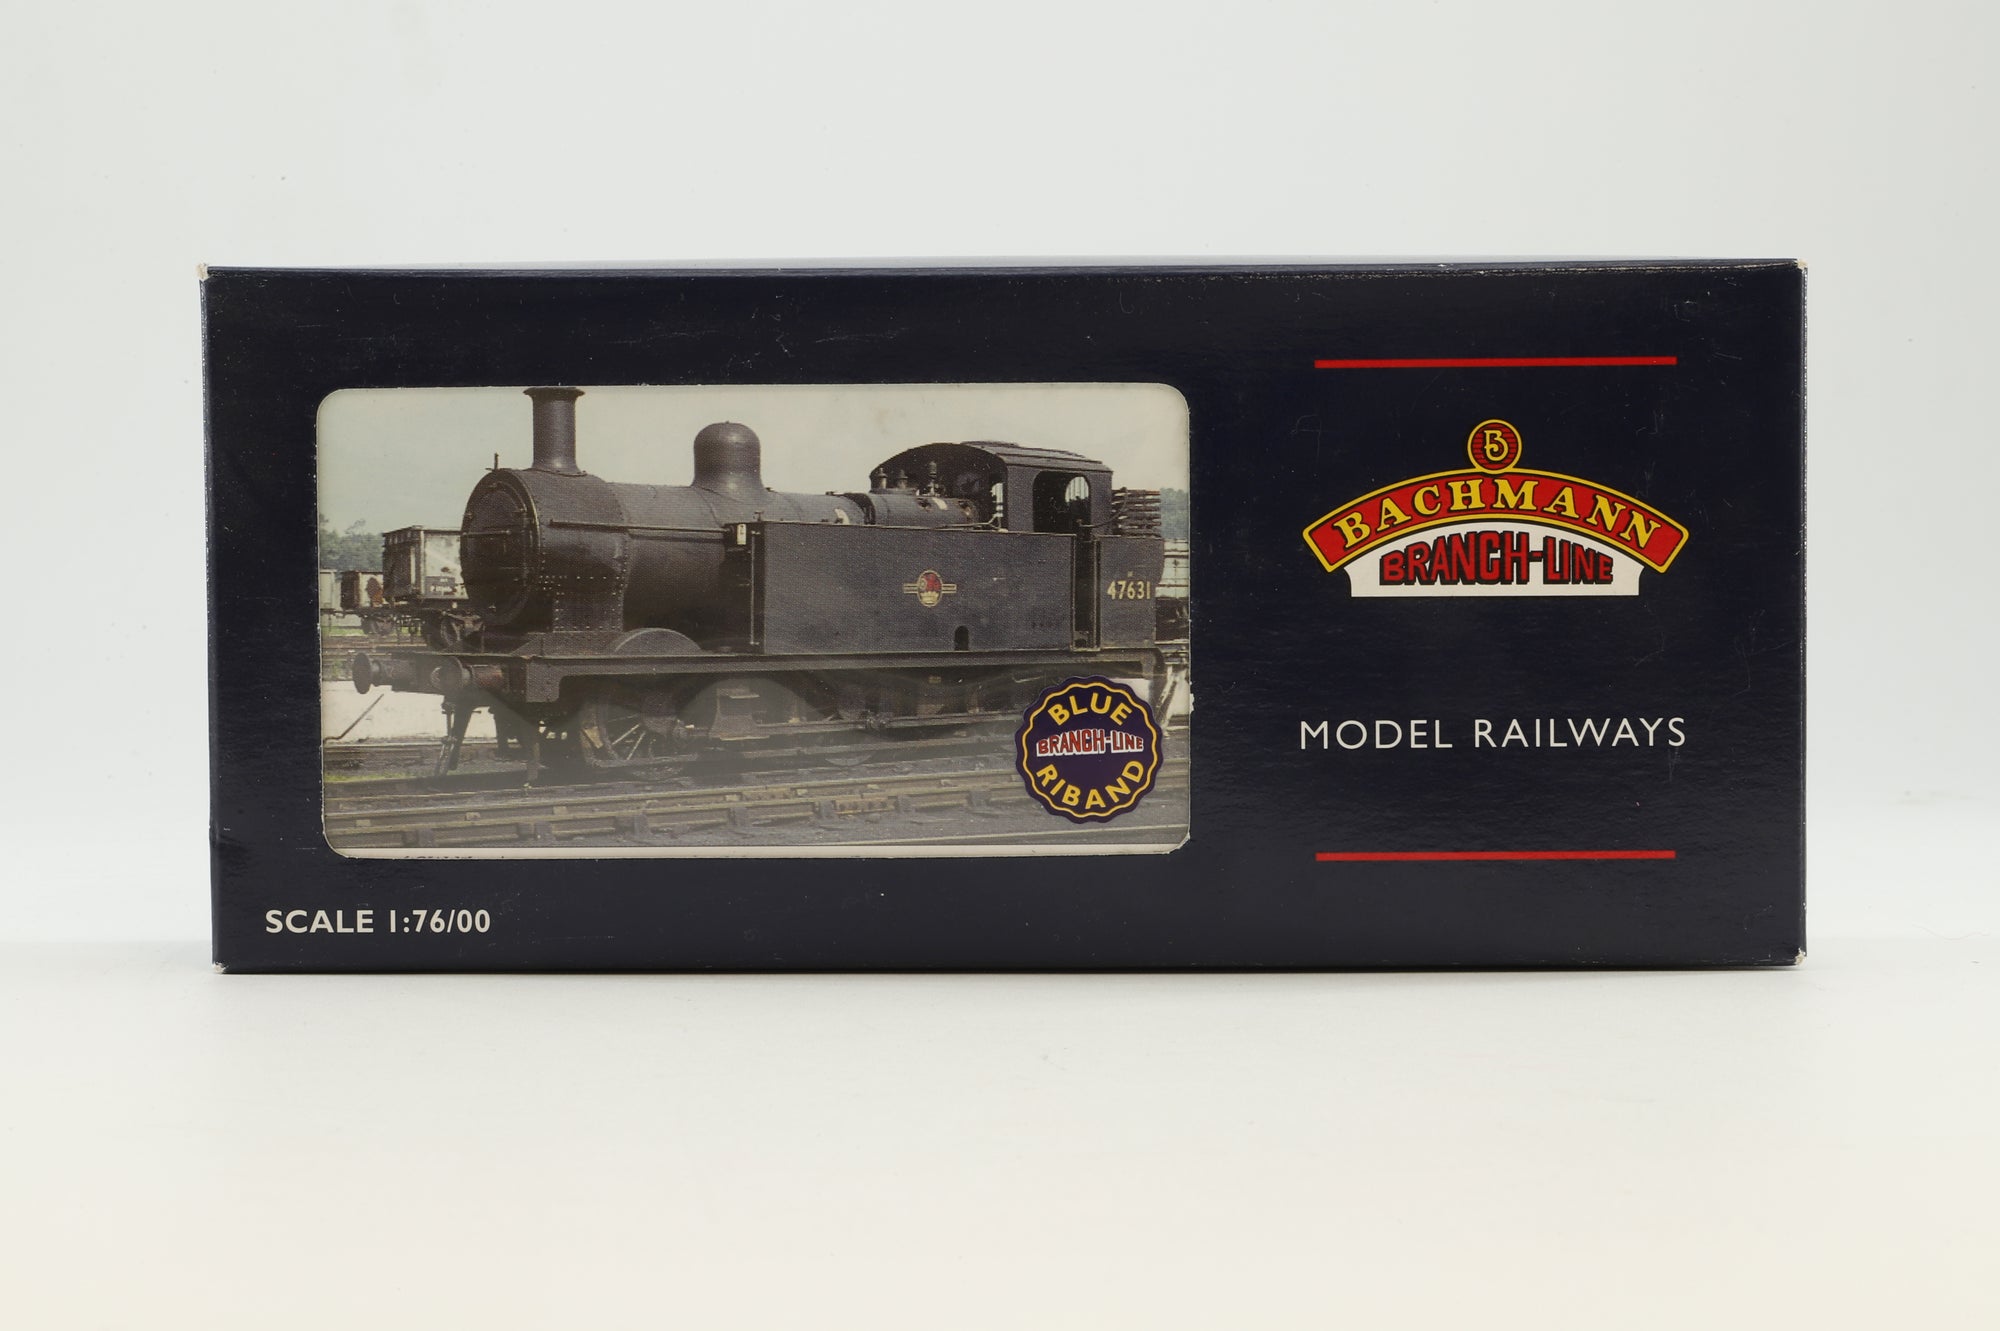 47631
BLUE
BRANCH-LINE
RIBAND
B
BACHMANN
BRANCH-LINE
MODEL RAILWAYS
SCALE 1:76/00